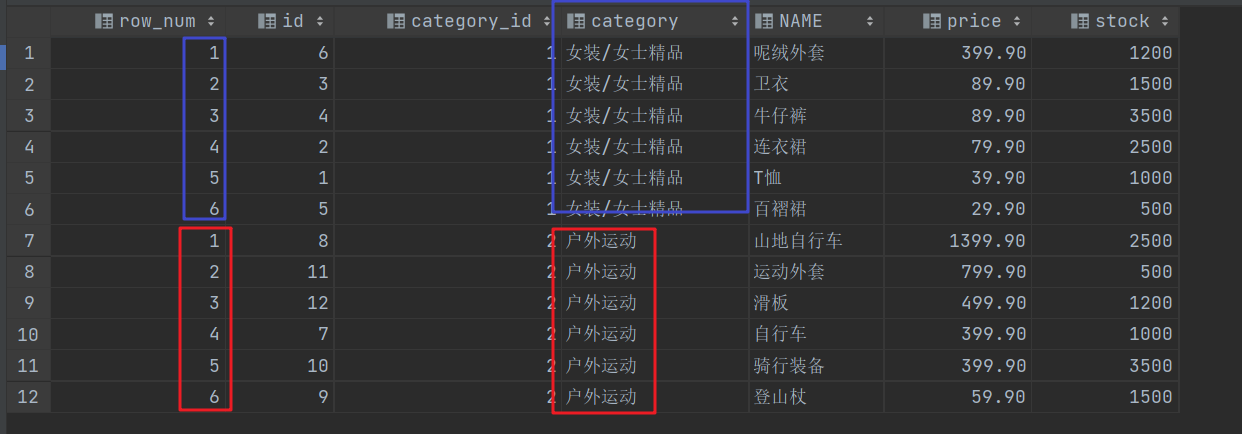 row_num id category_id category NAME price stock
1 1 6 1 女装/女士精品 呢绒外套 399.90 1200
2 2 3 1 女装/女士精品 卫衣 89.90 1500
3 3 4 1 女装/女士精品 牛仔裤 89.90 3500
4 4 2 1 女装/女士精品 连衣裙 79.90 2500
5 5 1 1 女装/女士精品 T恤 39.90 1000
6 6 5 1 女装/女士精品 百褶裙 29.90 500
7 1 8 2 户外运动 山地自行车 1399.90 2500
8 2 11 2 户外运动 运动外套 799.90 500
9 3 12 2 户外运动 滑板 499.90 1200
10 4 7 2 户外运动 自行车 399.90 1000
11 5 10 2 户外运动 骑行装备 399.90 3500
12 6 9 2 户外运动 登山杖 59.90 1500